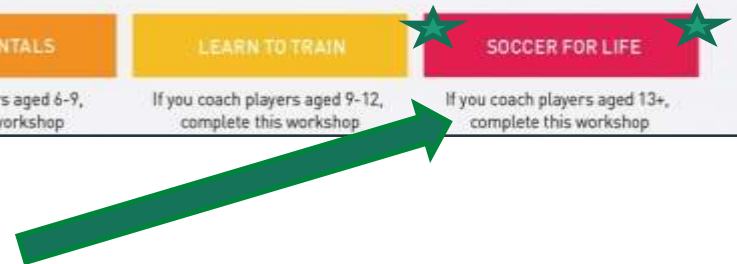 NTALS
LEARN TO TRAIN
SOCCER FOR LIFE
rs aged 6-9,
workshop
If you coach players aged 9-12,
complete this workshop
If you coach players aged 13+,
complete this workshop